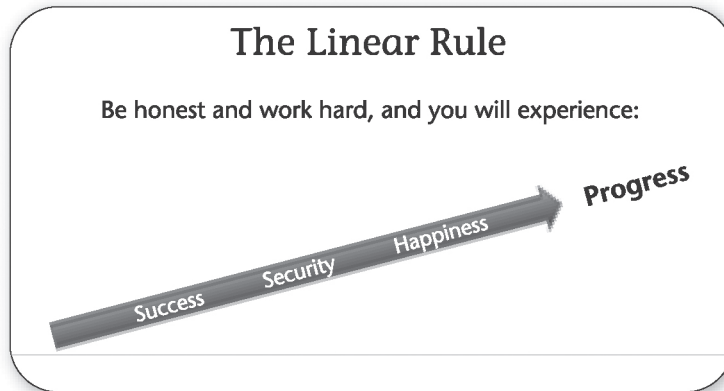 The Linear Rule
Be honest and work hard, and you will experience:
Progress
Happiness
Security
Success